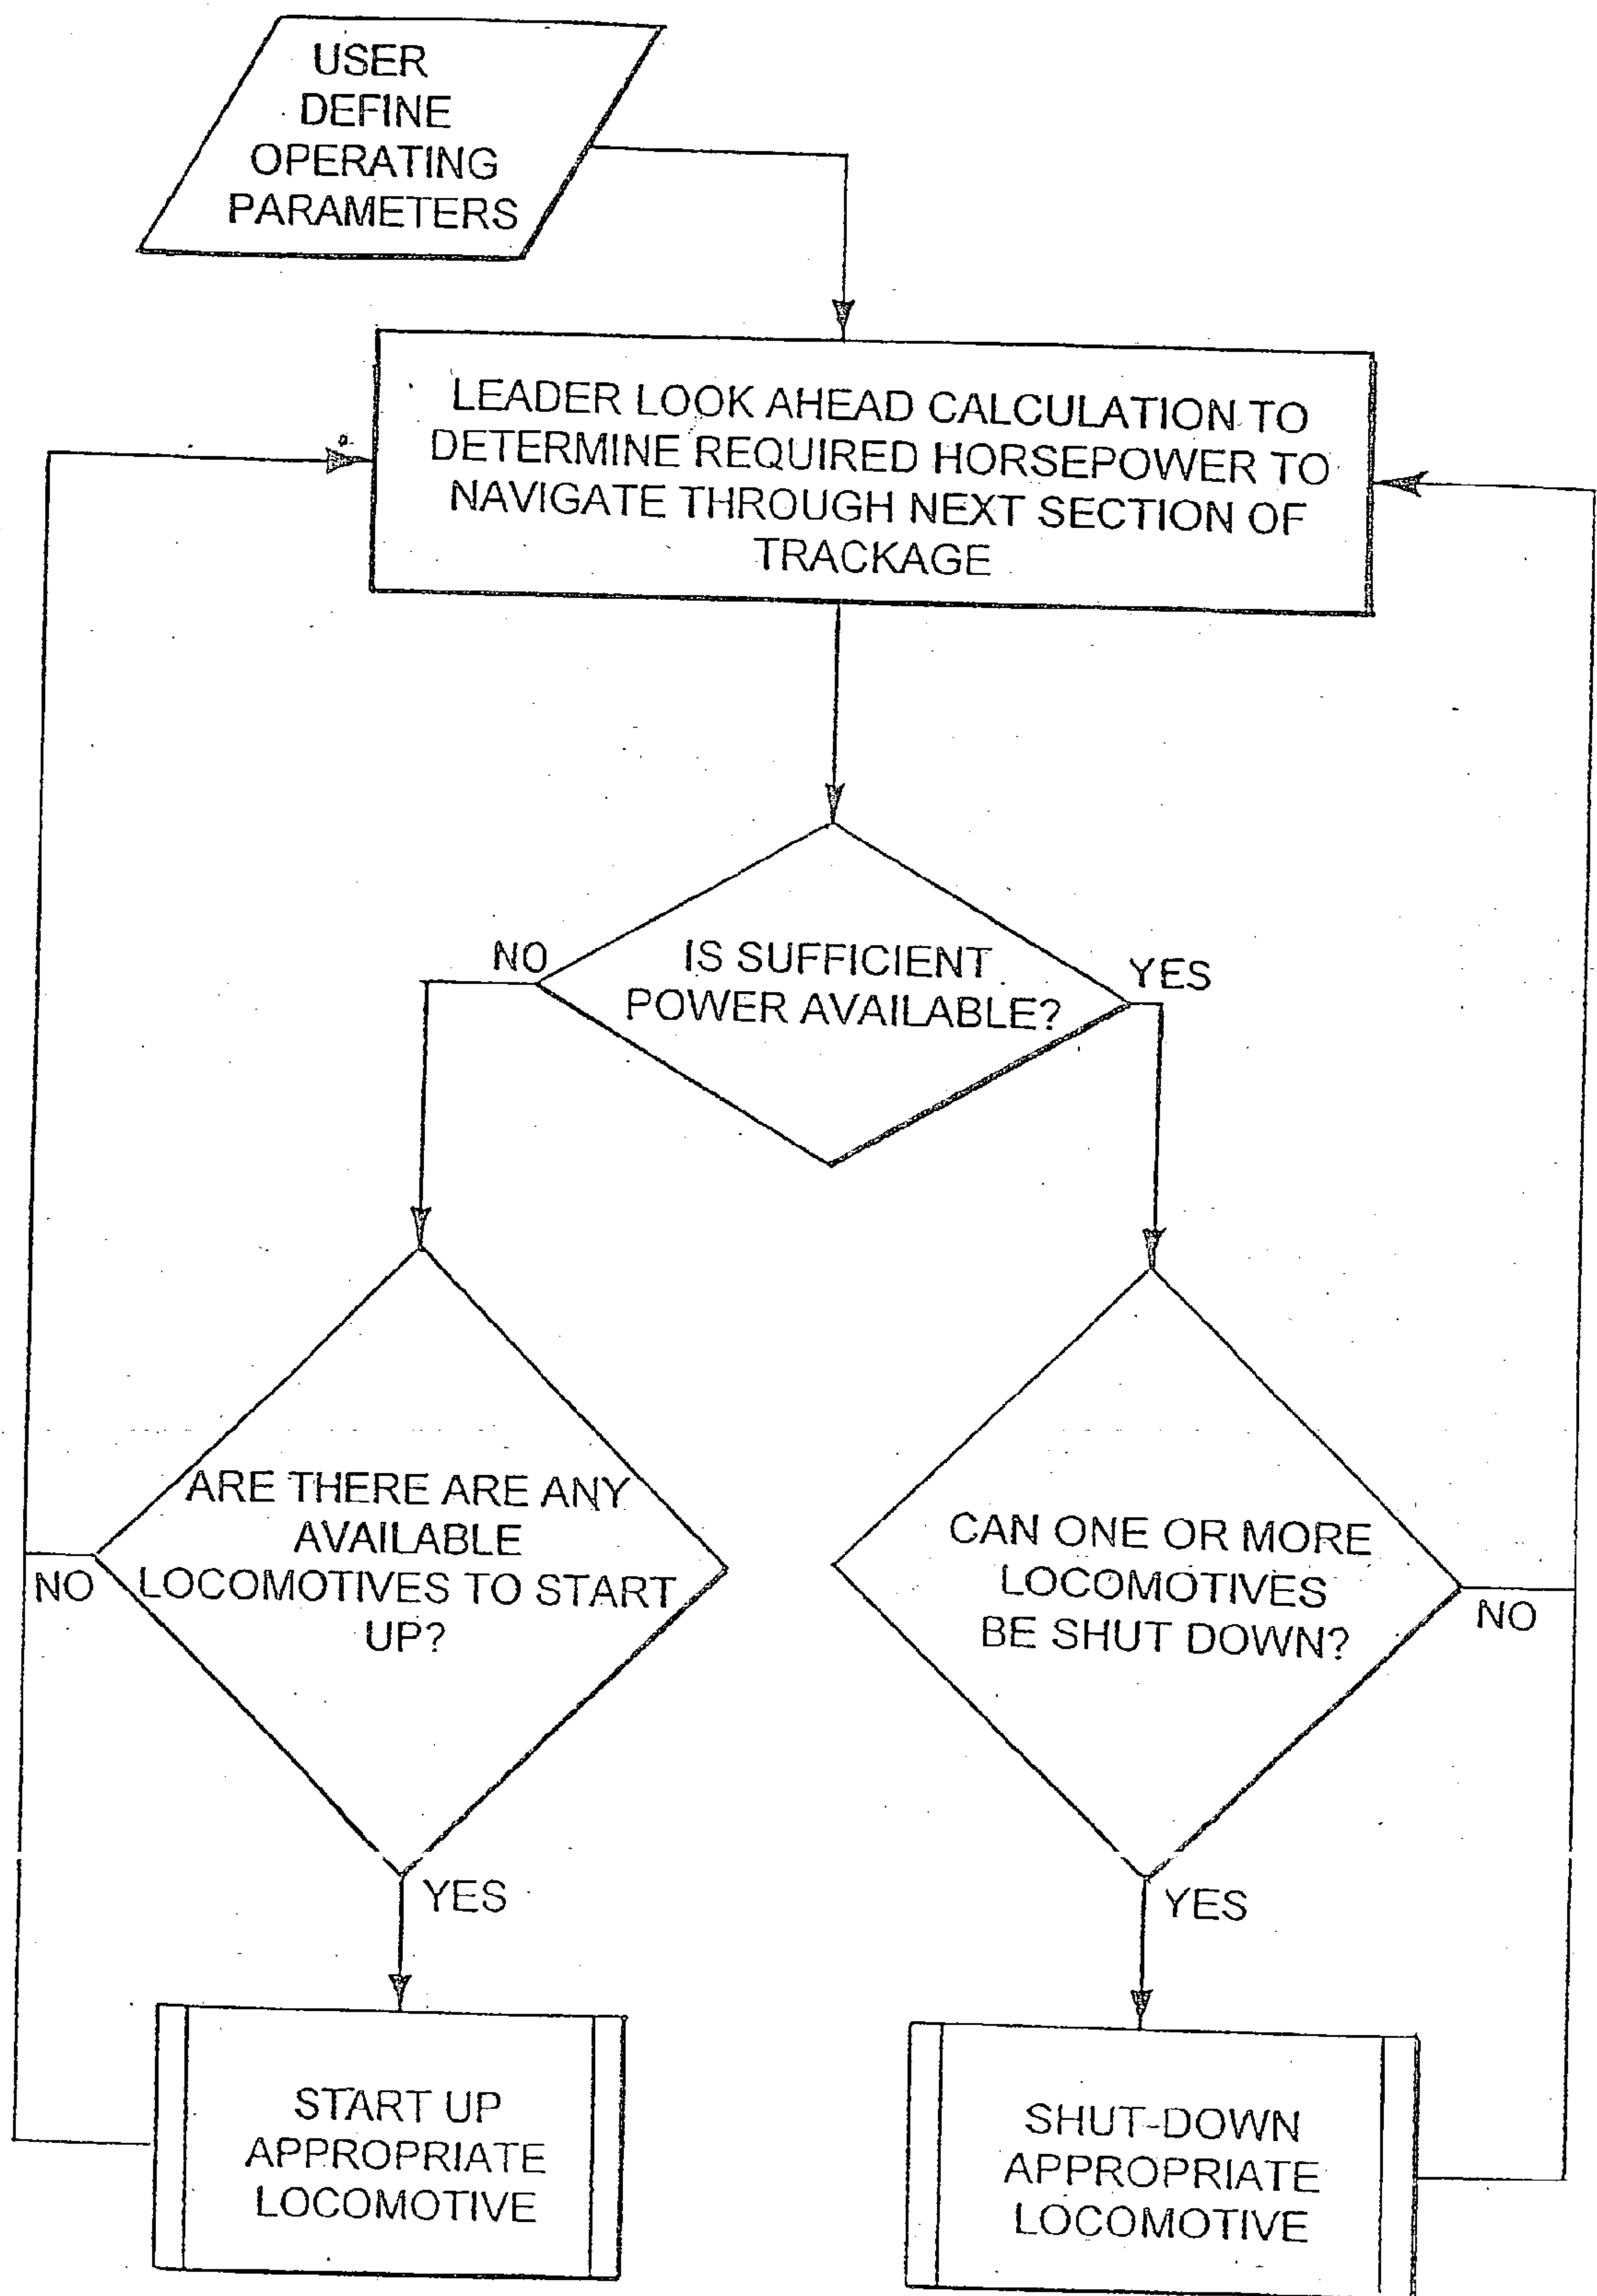 USER
DEFINE
OPERATING
PARAMETERS
LEADER LOOK AHEAD CALCULATION TO
DETERMINE REQUIRED HORSEPOWER TO
NAVIGATE THROUGH NEXT SECTION OF
TRACKAGE
NO
IS SUFFICIENT
POWER AVAILABLE?
YES
ARE THERE ARE ANY
AVAILABLE
LOCOMOTIVES TO START
UP?
NO
YES
CAN ONE OR MORE
LOCOMOTIVES
BE SHUT DOWN?
NO
YES
START UP
APPROPRIATE
LOCOMOTIVE
SHUT-DOWN
APPROPRIATE
LOCOMOTIVE